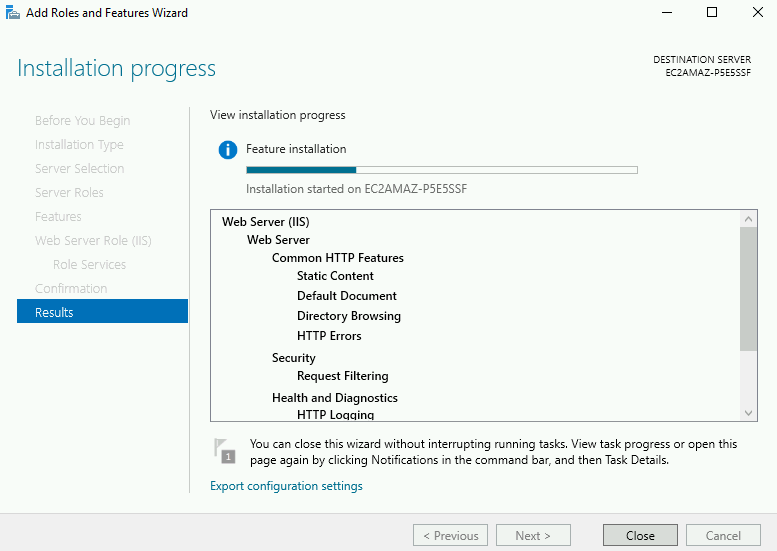 Add Roles and Features Wizard
Installation progress
DESTINATION SERVER
EC2AMAZ-P5E5SSF
Before You Begin
Installation Type
Server Selection
Server Roles
Features
Web Server Role (IIS)
Role Services
Confirmation
Results
View installation progress
Feature installation
Installation started on EC2AMAZ-P5E5SSF
Web Server (IIS)
Web Server
Common HTTP Features
Static Content
Default Document
Directory Browsing
HTTP Errors
Security
Request Filtering
Health and Diagnostics
HTTP Logging
1
You can close this wizard without interrupting running tasks. View task progress or open this
page again by clicking Notifications in the command bar, and then Task Details.
Export configuration settings
< Previous
Next >
Close
Cancel